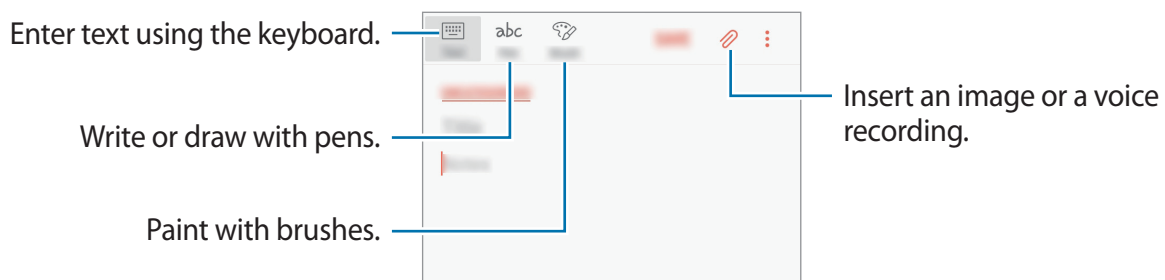 Enter text using the keyboard.
abc
Insert an image or a voice
recording.
Write or draw with pens.
Paint with brushes.